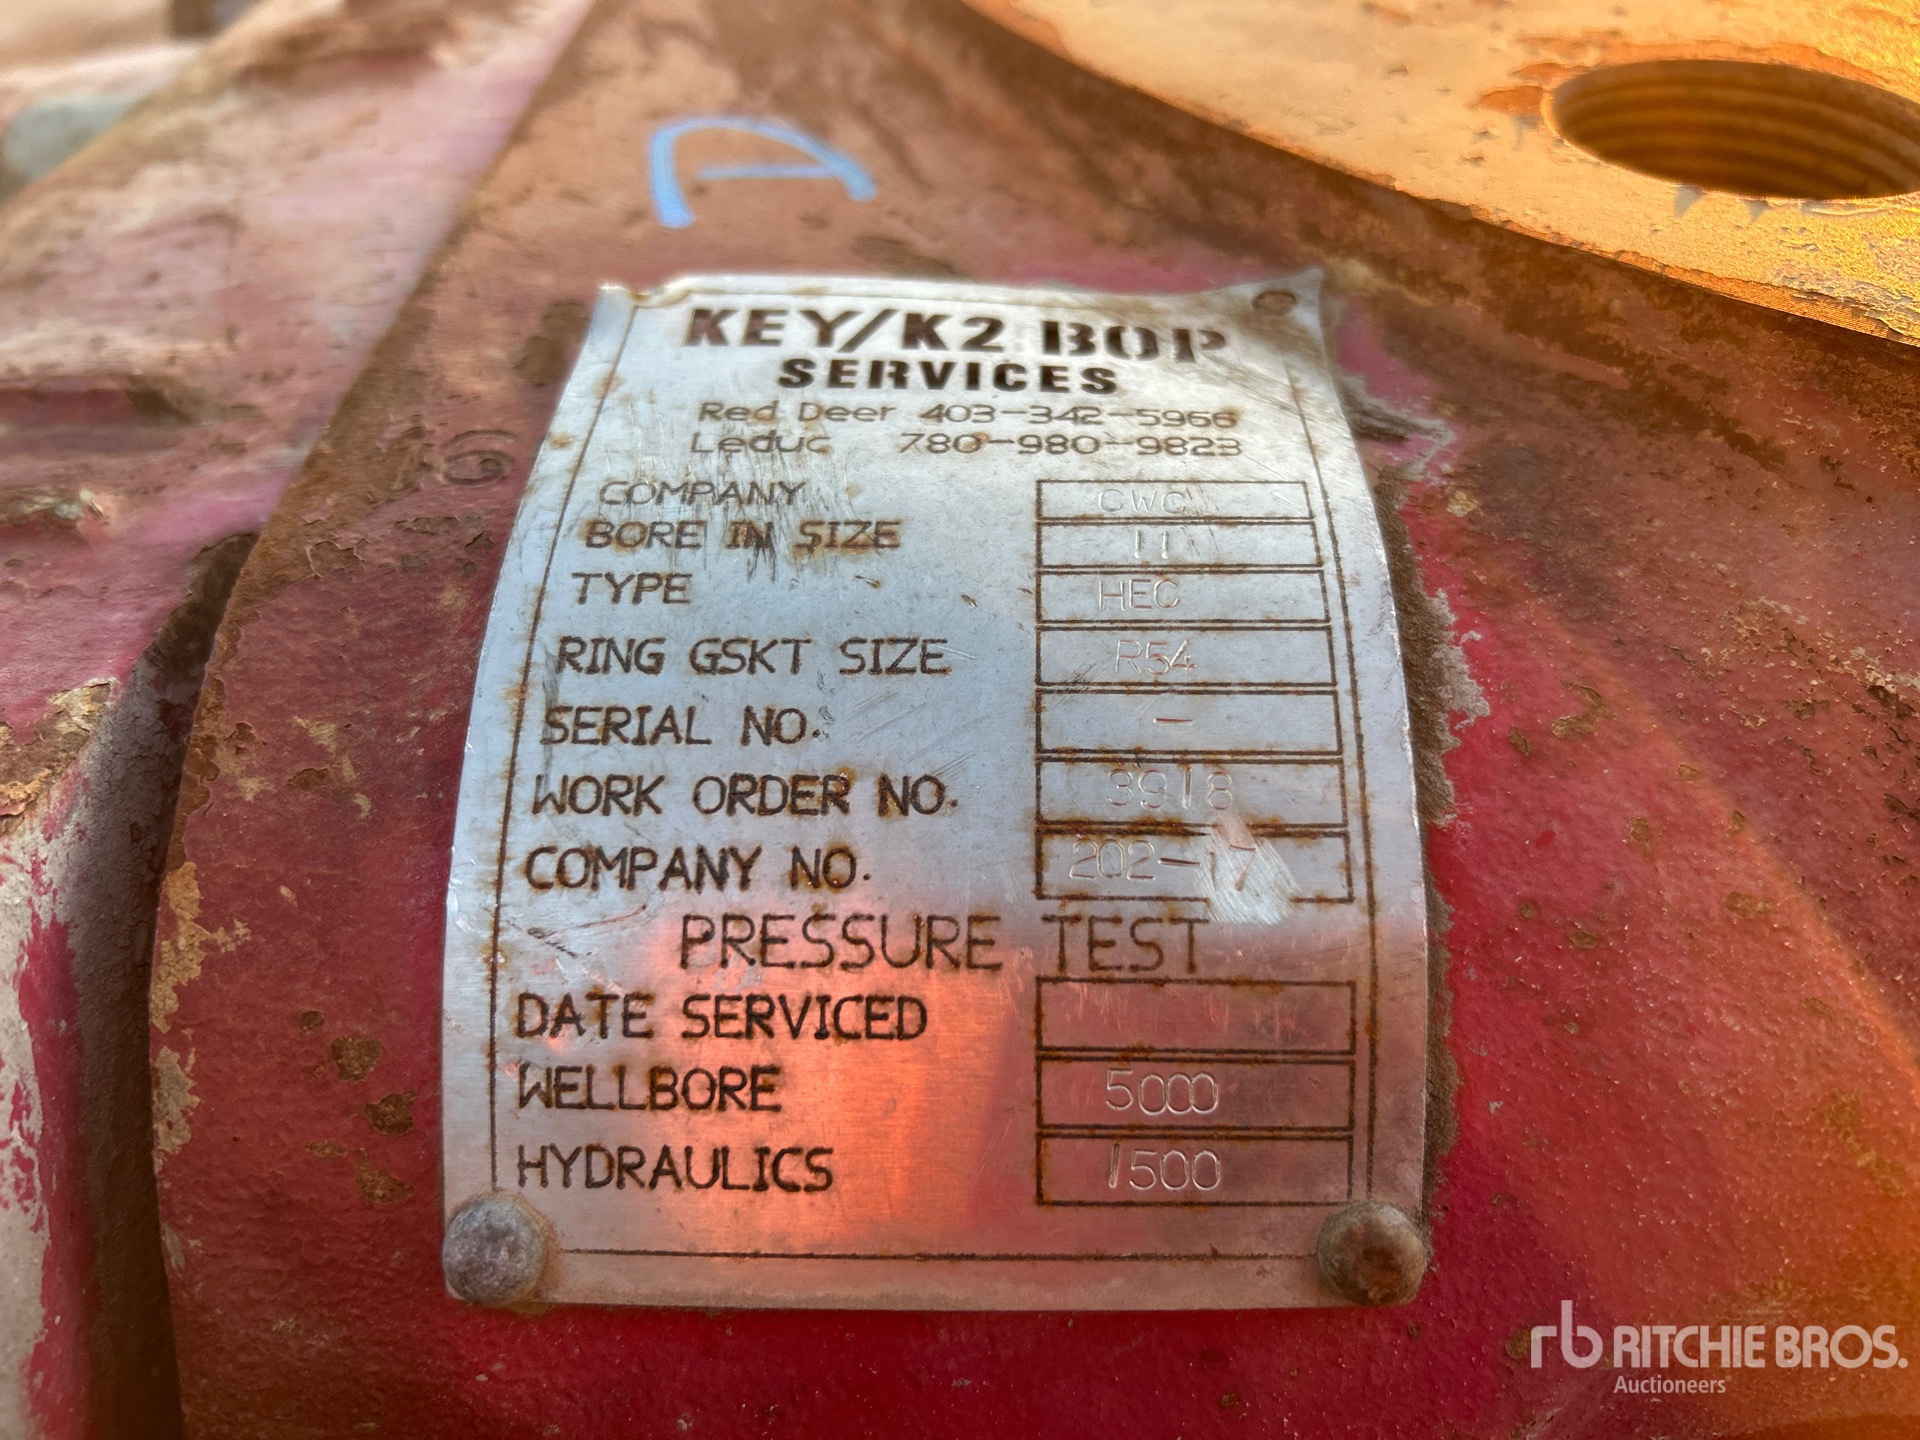 A
KEY/K2 BOP
SERVICES
Red Deer 403-342-5966
Leduc 780-980-9823
6
COMPANY CWC
BORE IN SIZE 11
TYPE HEC
RING GSKT SIZE R54
SERIAL NO. -
WORK ORDER NO. 3918
COMPANY NO. 202-17
PRESSURE TEST
DATE SERVICED
WELLBORE 5000
HYDRAULICS 1500
rb RITCHIE BROS.
Auctioneers